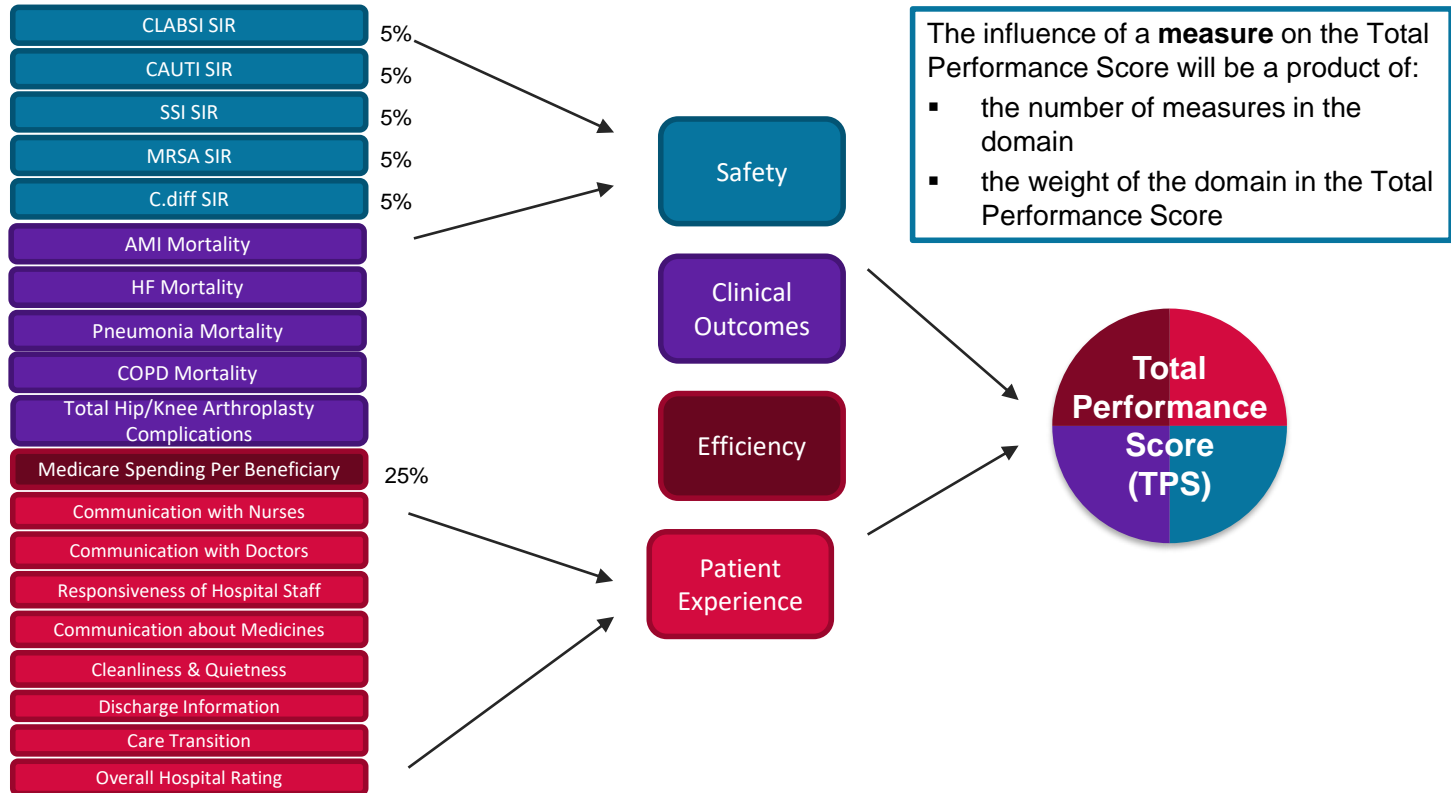 CLABSI SIR
5%
CAUTI SIR
5%
SSI SIR
5%
MRSA SIR
5%
C.diff SIR
5%
AMI Mortality
HF Mortality
Pneumonia Mortality
COPD Mortality
Total Hip/Knee Arthroplasty
Complications
Medicare Spending Per Beneficiary
25%
Communication with Nurses
Communication with Doctors
Responsiveness of Hospital Staff
Communication about Medicines
Cleanliness & Quietness
Discharge Information
Care Transition
Overall Hospital Rating
Safety
Clinical
Outcomes
Efficiency
Patient
Experience
The influence of a measure on the Total
Performance Score will be a product of:
▪ the number of measures in the
domain
▪ the weight of the domain in the Total
Performance Score
Total
Performance
Score
(TPS)